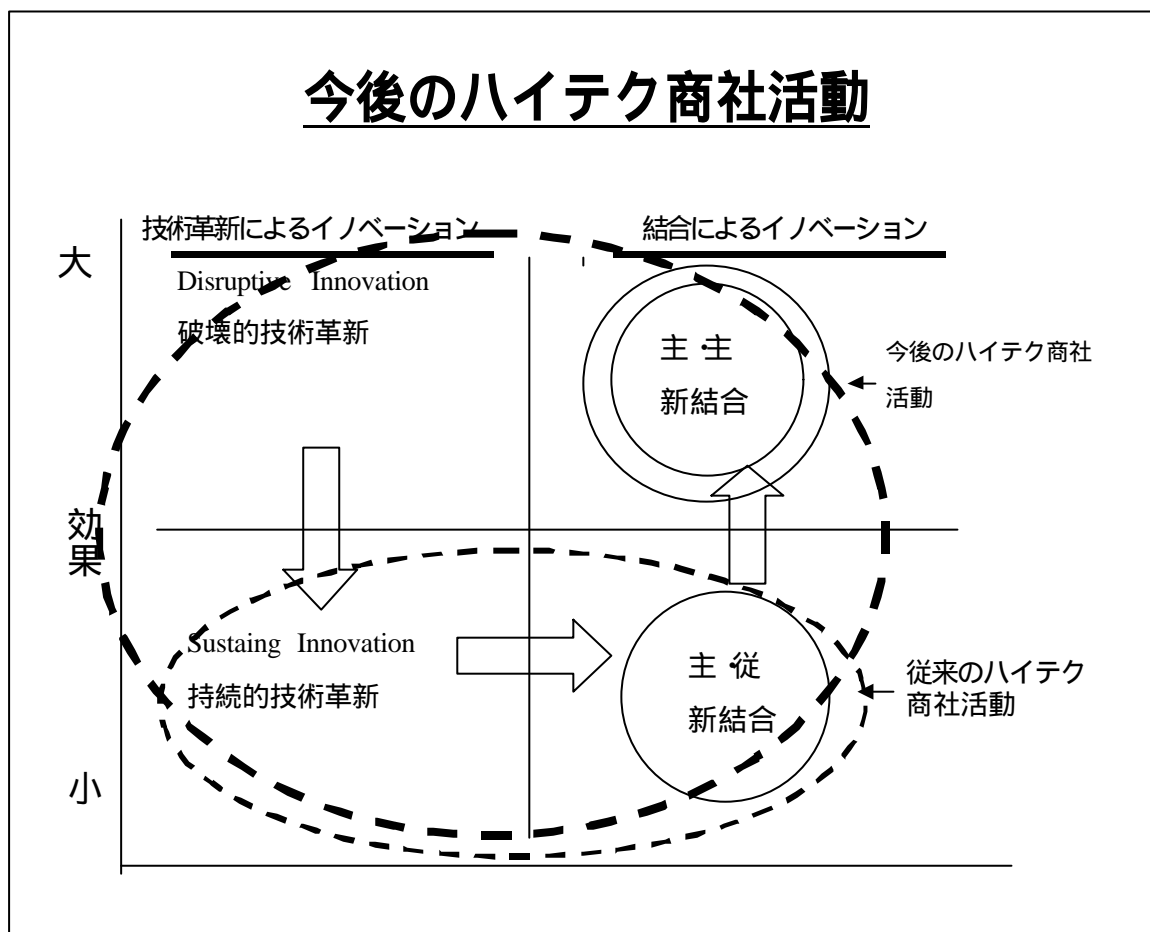 今後のハイテク商社活動
技術革新によるイノベーション
結合によるイノベーション
大
Disruptive Innovation
破壊的技術革新
主・主
新結合
今後のハイテク商社
活動
効果
Sustaing Innovation
持続的技術革新
主・従
新結合
従来のハイテク
商社活動
小